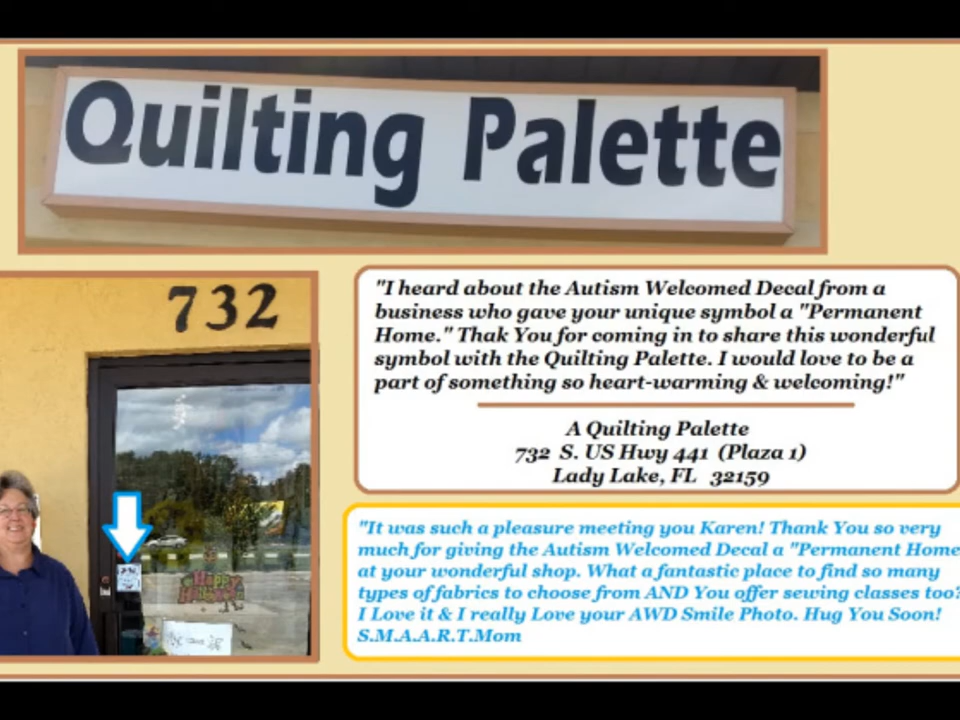 Quilting Palette
732
"I heard about the Autism Welcomed Decal from a
business who gave your unique symbol a "Permanent
Home." Thak You for coming in to share this wonderful
symbol with the Quilting Palette. I would love to be a
part of something so heart-warming & welcoming!"
A Quilting Palette
732 S. US Hwy 441 (Plaza 1)
Lady Lake, FL 32159
"It was such a pleasure meeting you Karen! Thank You so very
much for giving the Autism Welcomed Decal a "Permanent Home
at your wonderful shop. What a fantastic place to find so many
types of fabrics to choose from AND You offer sewing classes too?
I Love it & I really Love your AWD Smile Photo. Hug You Soon!
S.M.A.A.R.T.Mom
Happy
Halloween